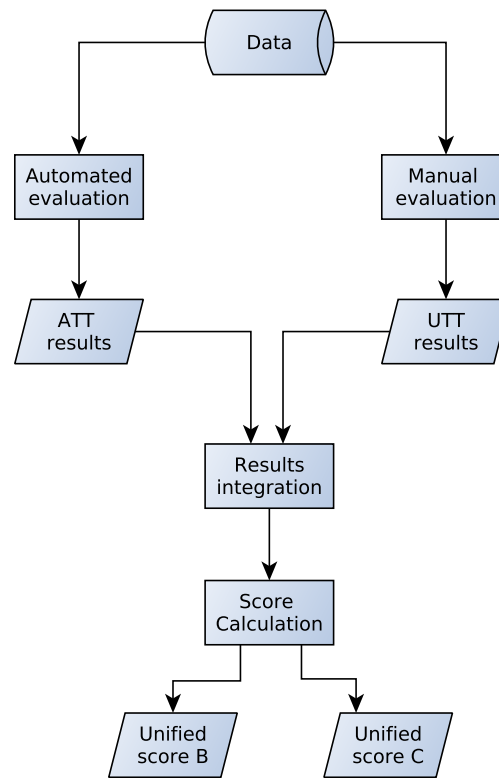 Data
Automated
evaluation
Manual
evaluation
ATT
results
UTT
results
Results
integration
Score
Calculation
Unified
score B
Unified
score C